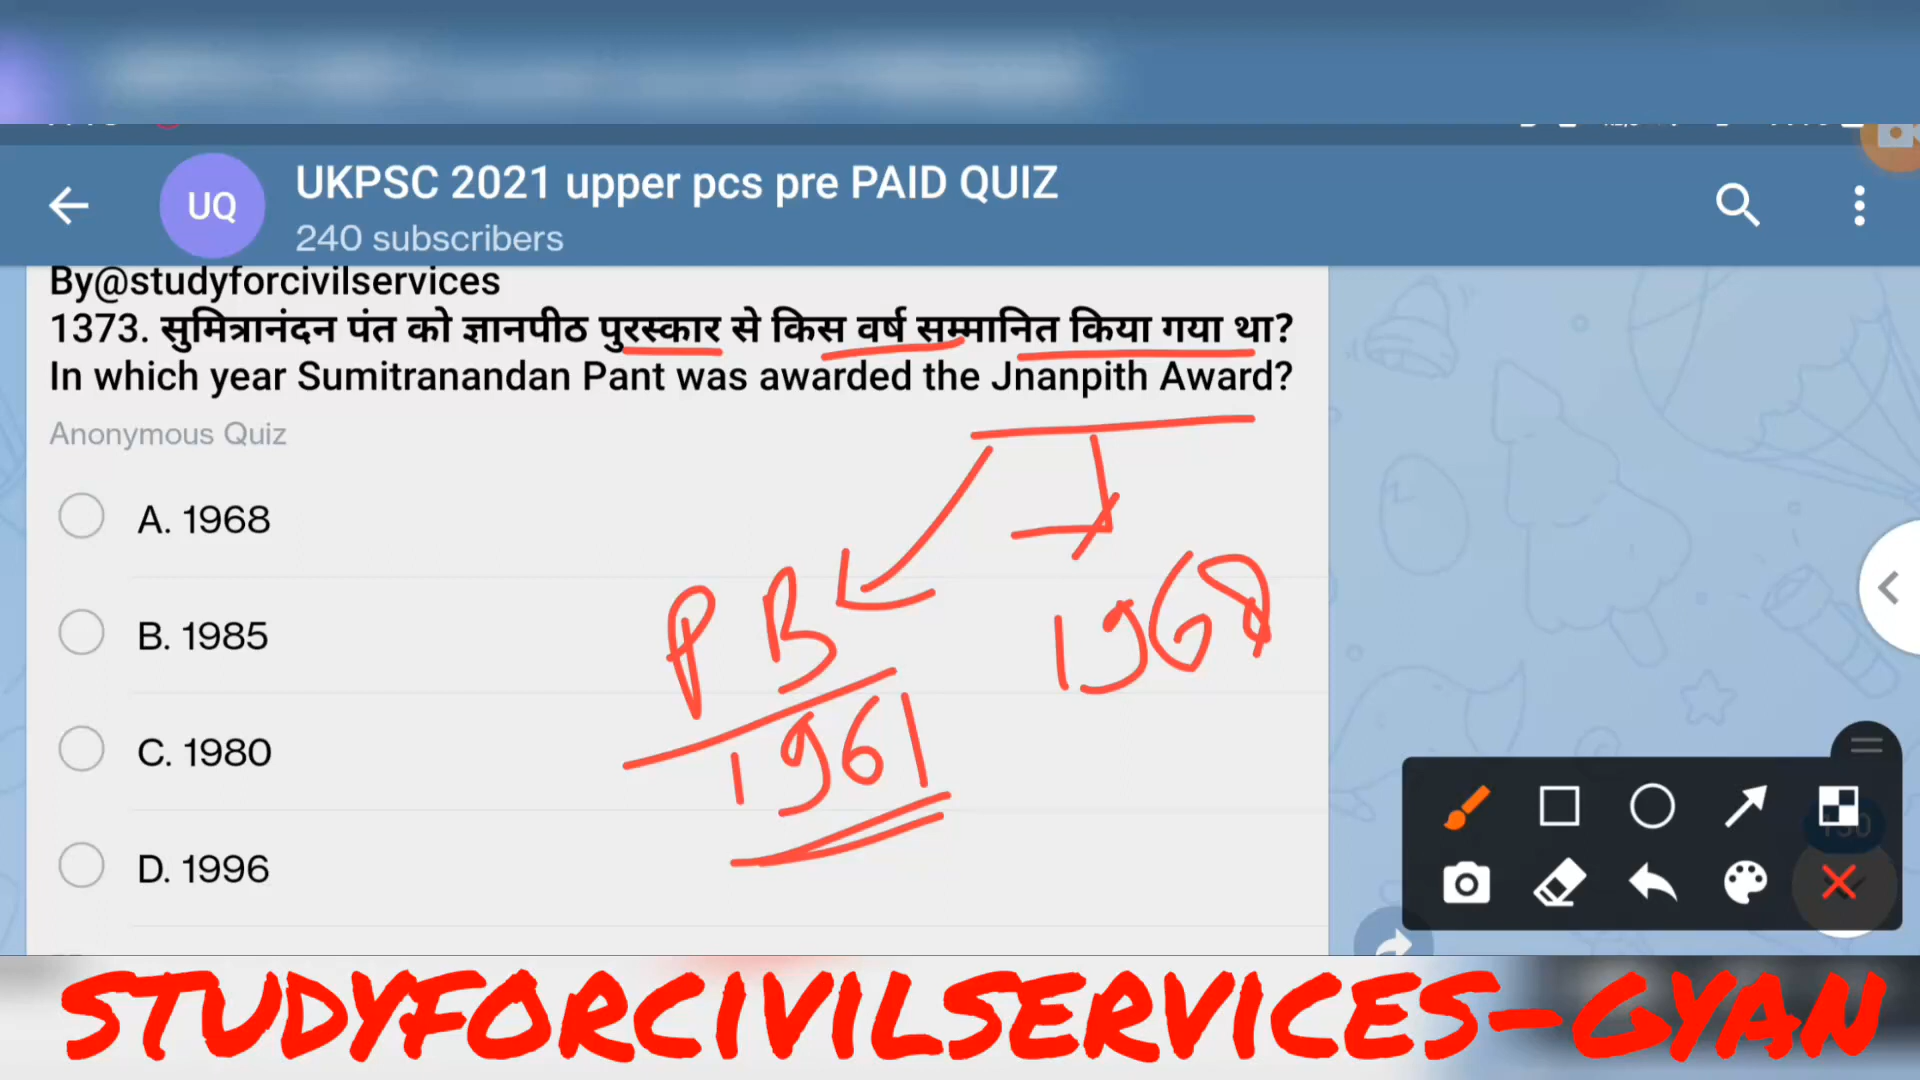 UQ
UKPSC 2021 upper pcs pre PAID QUIZ
240 subscribers
By@studyforcivilservices
1373. सुमित्रानंदन पंत को ज्ञानपीठ पुरस्कार से किस वर्ष सम्मानित किया गया था?
In which year Sumitranandan Pant was awarded the Jnanpith Award?
Anonymous Quiz
A. 1968
B. 1985
C. 1980
D. 1996
P B
1961
1968
STUDYFORCIVILSERVICES-GYAN